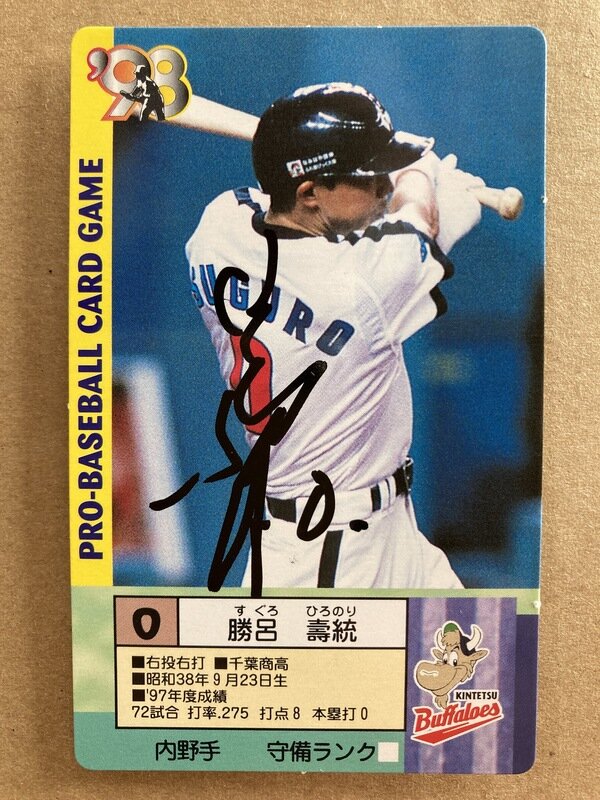 '98
PRO-BASEBALL CARD GAME
SUGURO
0
0.
0
すぐろ ひろのり
勝呂 壽統
■右投右打 ■千葉商高
■昭和38年9月23日生
■'97年度成績
72試合 打率.275 打点8 本塁打0
KINTETSU
Buffaloes
内野手 守備ランク